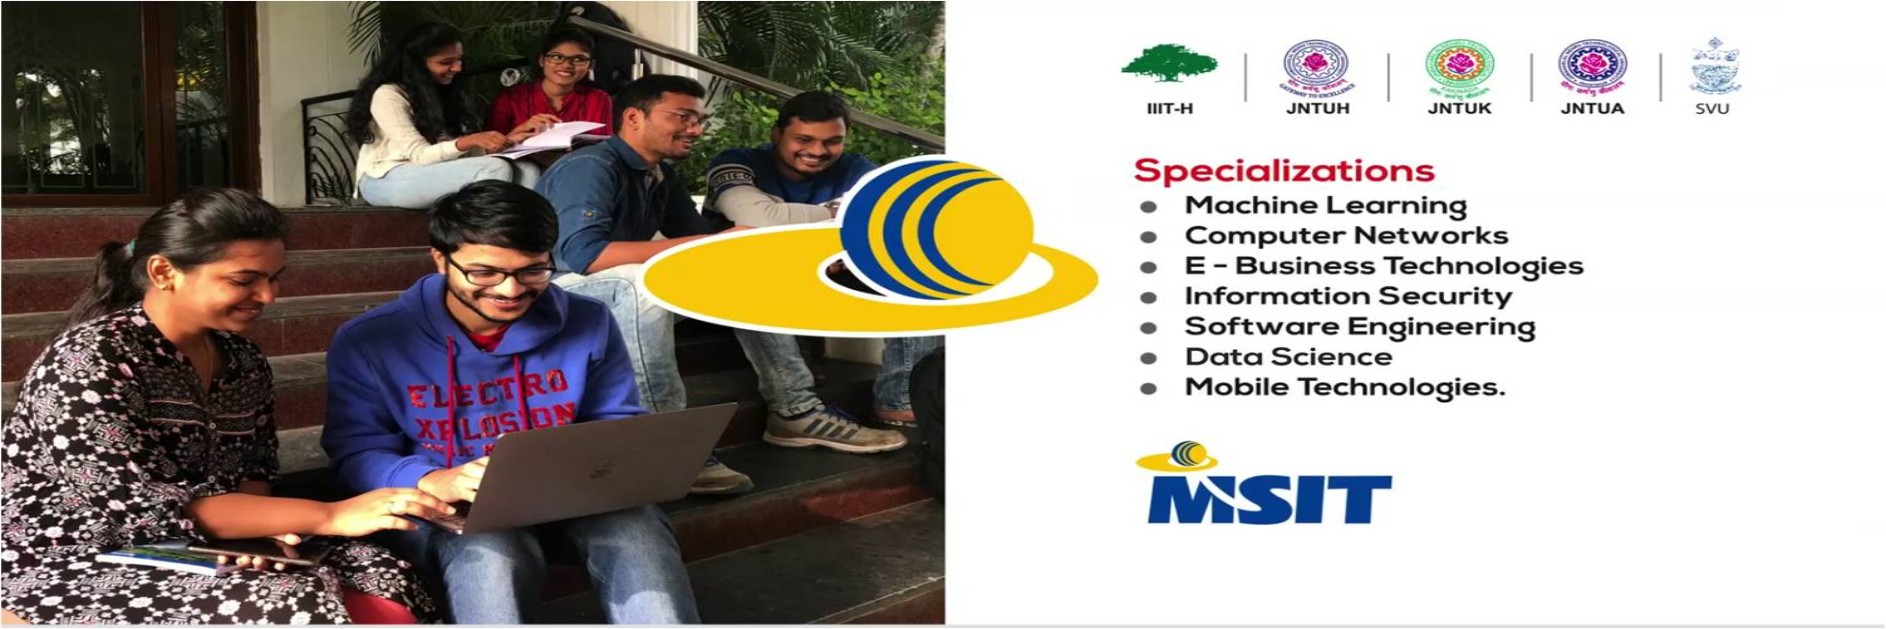 IIIT-H
JNTUH
JNTUK
JNTUA
SVU
Specializations
Machine Learning
Computer Networks
E - Business Technologies
Information Security
Software Engineering
Data Science
Mobile Technologies.
MSIT
ELECTRO
XPLOSION